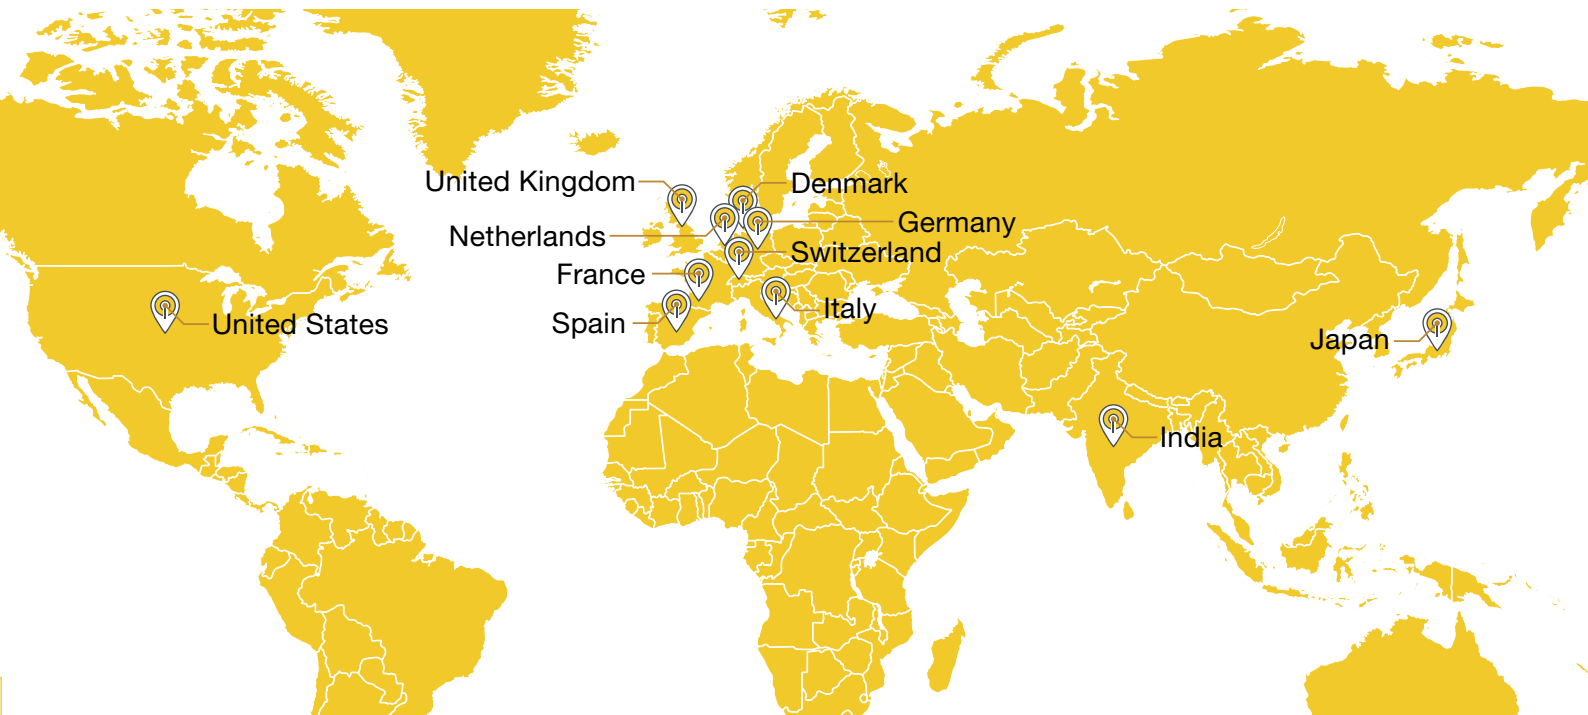 United Kingdom
Denmark
Netherlands
Germany
Switzerland
France
Italy
Spain
United States
Japan
India